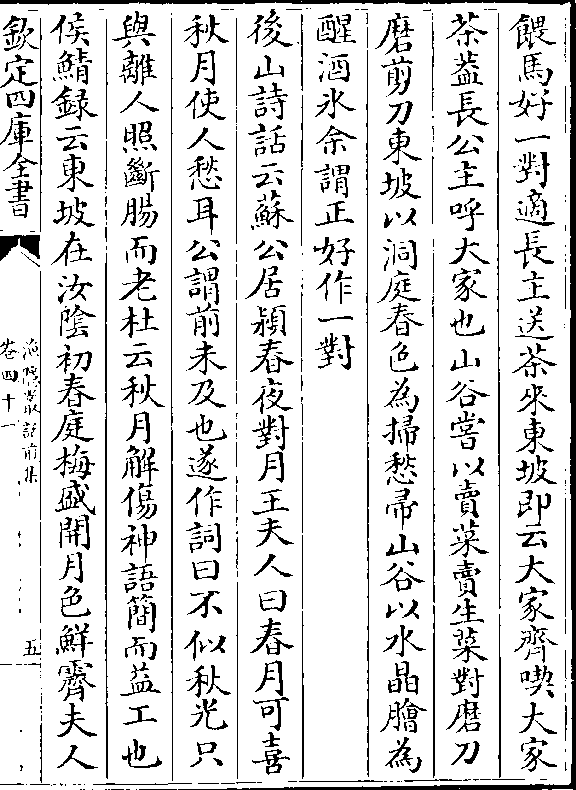 餵馬好一對適長主送茶來東坡即云大家齊喫大家
茶蓋長公主呼大家也山谷嘗以賣菜賣生菜對磨刀
磨剪刀東坡以洞庭春色為掃愁帚山谷以水晶膾為
醒酒氷余謂正好作一對
後山詩話云蘇公居潁春夜對月王夫人曰春月可喜
秋月使人愁耳公謂前未及也遂作詞曰不似秋光只
與離人照斷腸而老杜云秋月解傷神語簡而益工也
侯鯖録云東坡在汝陰初春庭梅盛開月色鮮霽夫人
欽定四庫全書
漁隱叢話前集
卷四十一
五